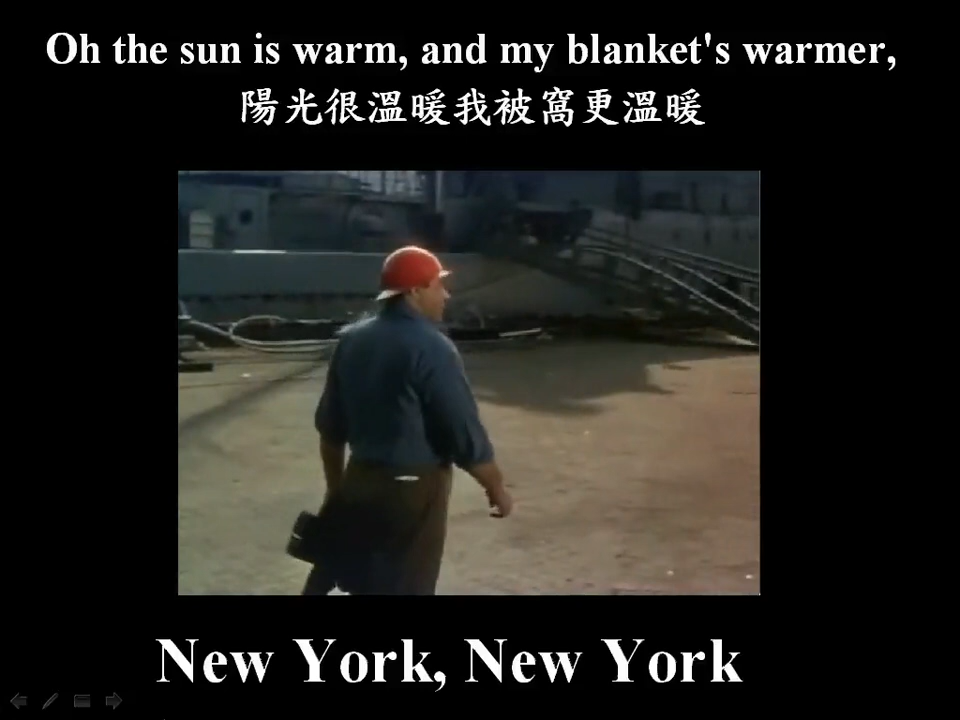 Oh the sun is warm, and my blanket's warmer,
陽光很溫暖我被窩更溫暖
New York, New York